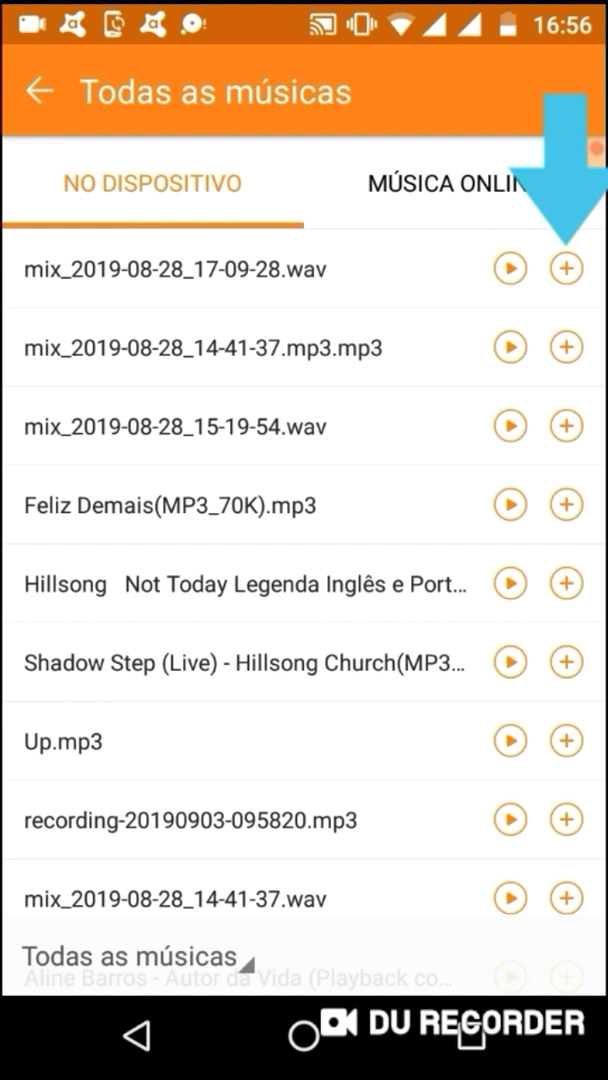 16:56
Todas as músicas
NO DISPOSITIVO
MÚSICA ONLIN
mix_2019-08-28_17-09-28.wav
mix_2019-08-28_14-41-37.mp3.mp3
mix_2019-08-28_15-19-54.wav
Feliz Demais(MP3_70K).mp3
Hillsong   Not Today Legenda Inglês e Port...
Shadow Step (Live) - Hillsong Church(MP3...
Up.mp3
recording-20190903-095820.mp3
mix_2019-08-28_14-41-37.wav
Todas as músicas
Aline Barros - Autor da Vida (Playback co...
DU RECORDER